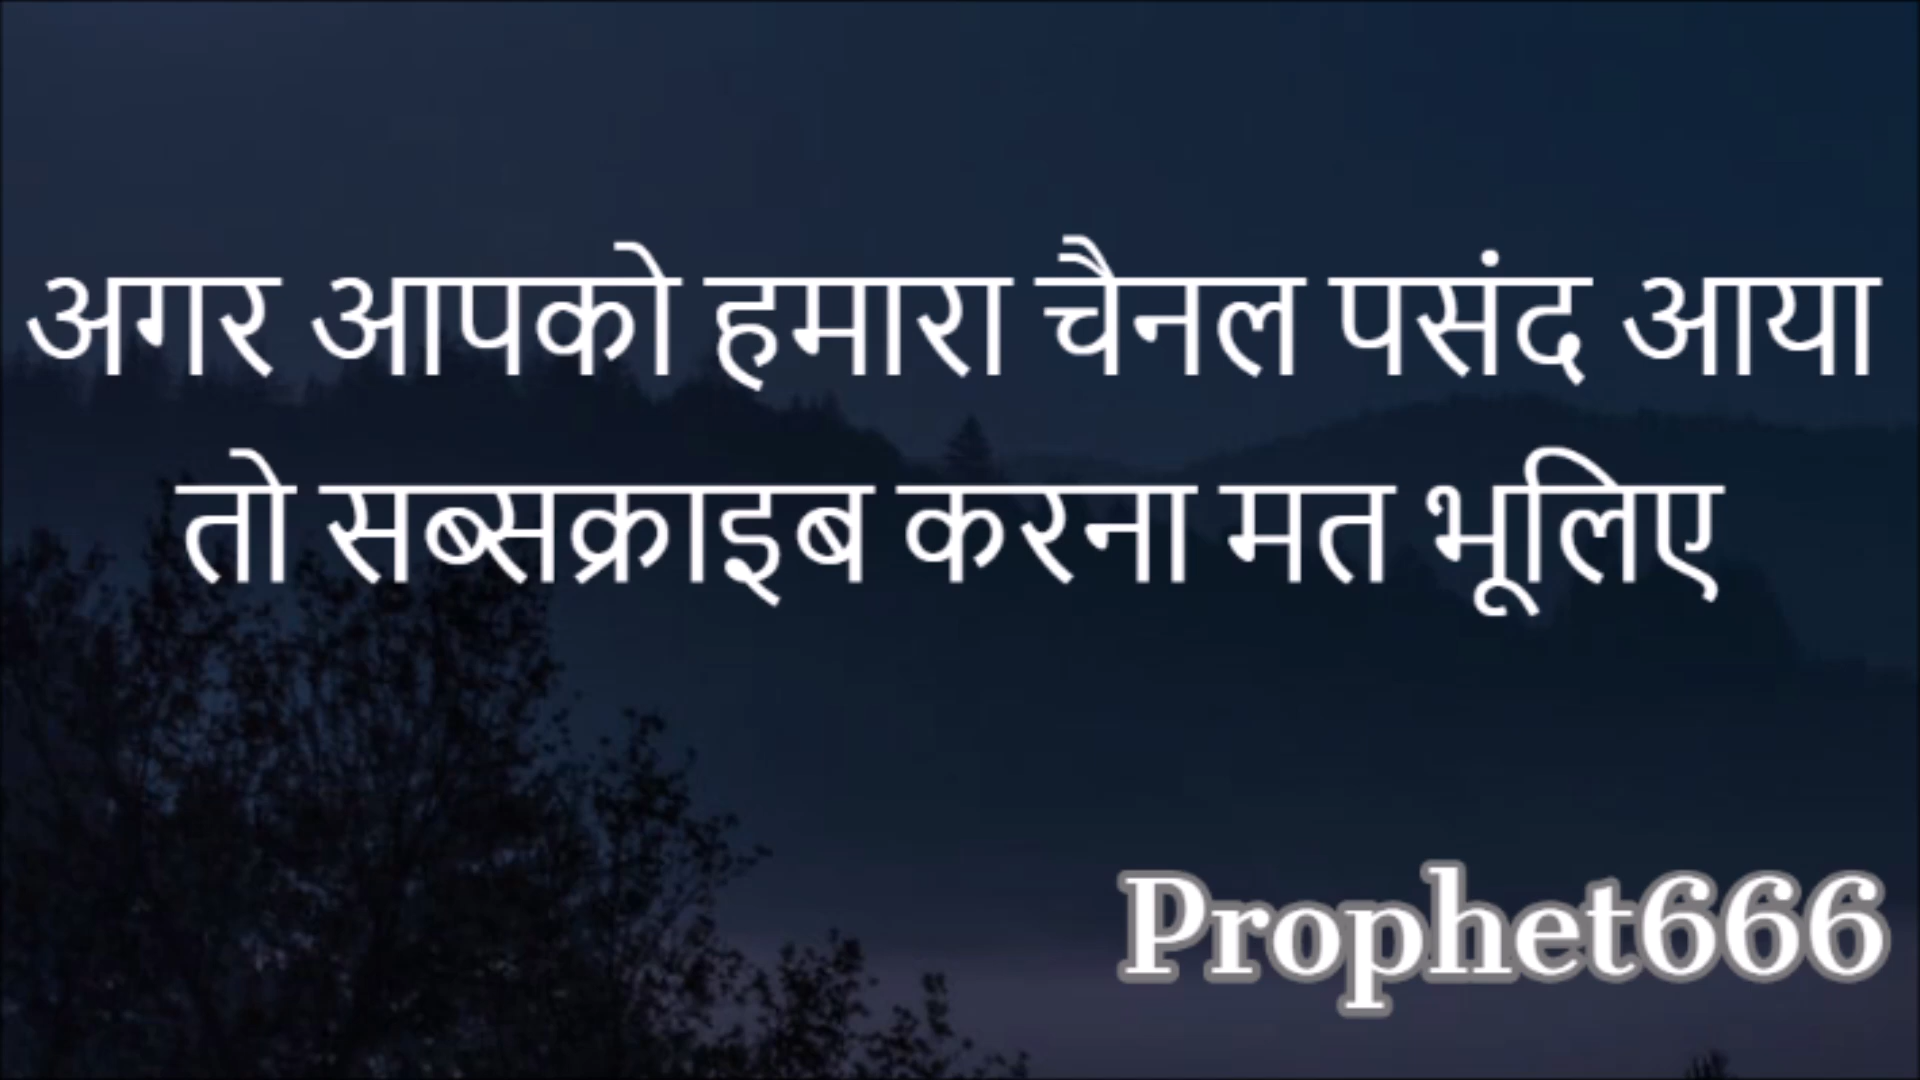 अगर आपको हमारा चैनल पसंद आया
तो सब्सक्राइब करना मत भूलिए
Prophet666